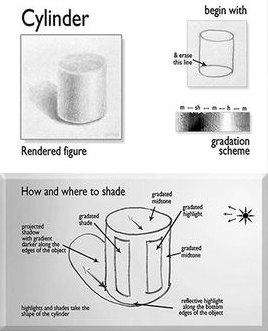 Cylinder
begin with
& erase
this line
m - sh - m - h - m
gradation
scheme
Rendered figure
How and where to shade
gradated
midtone
gradated
shade
gradated
highlight
projected
shadow
with gradient
darker along the
edges of the object
gradated
midtone
highlights and shades take the
shape of the cylinder
reflective highlight
along the bottom
edges of the object